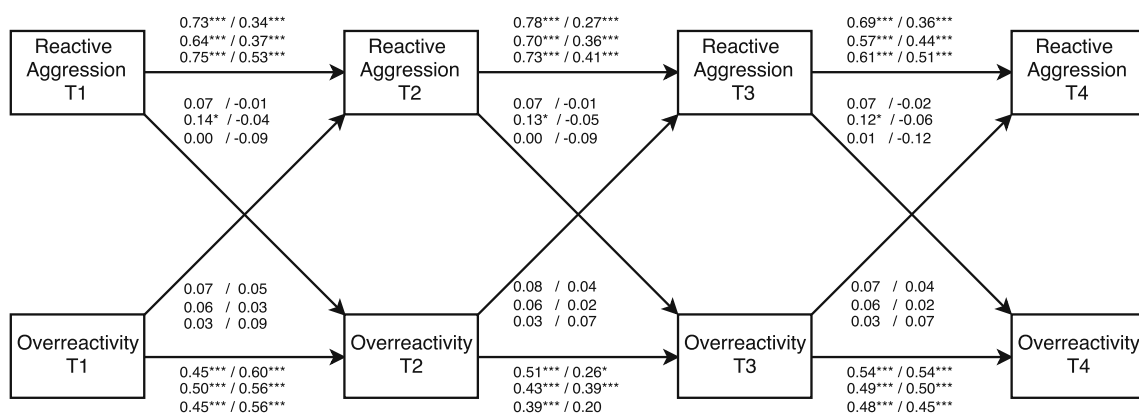 0.73*** / 0.34***
0.64*** / 0.37***
0.75*** / 0.53***
0.78*** / 0.27***
0.70*** / 0.36***
0.73*** / 0.41***
0.69*** / 0.36***
0.57*** / 0.44***
0.61*** / 0.51***
Reactive
Aggression
T1
Reactive
Aggression
T2
Reactive
Aggression
T3
Reactive
Aggression
T4
0.07 / -0.01
0.14* / -0.04
0.00 / -0.09
0.07 / -0.01
0.13* / -0.05
0.00 / -0.09
0.07 / -0.02
0.12* / -0.06
0.01 / -0.12
0.07 / 0.05
0.06 / 0.03
0.03 / 0.09
0.08 / 0.04
0.06 / 0.02
0.03 / 0.07
0.07 / 0.04
0.06 / 0.02
0.03 / 0.07
Overreactivity
T1
Overreactivity
T2
Overreactivity
T3
Overreactivity
T4
0.45*** / 0.60***
0.50*** / 0.56***
0.45*** / 0.56***
0.51*** / 0.26*
0.43*** / 0.39***
0.39*** / 0.20
0.54*** / 0.54***
0.49*** / 0.50***
0.48*** / 0.45***